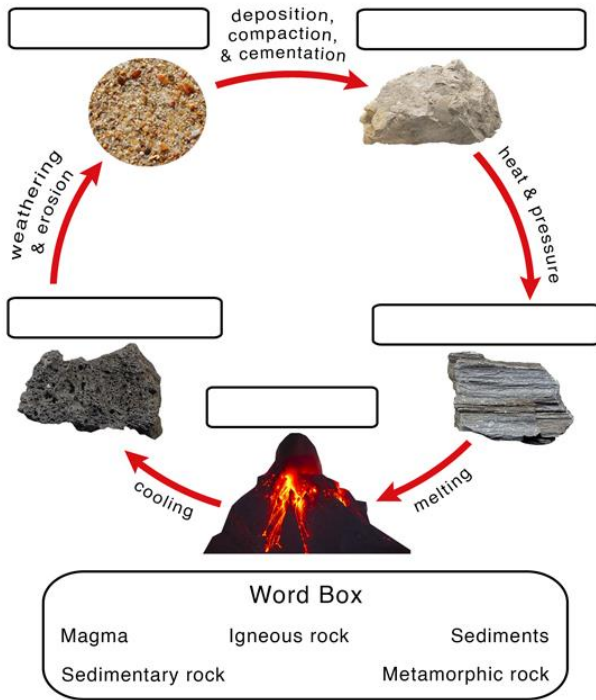 deposition,
compaction,
& cementation
weathering
& erosion
heat & pressure
cooling
melting
Word Box
Magma Igneous rock Sediments
Sedimentary rock Metamorphic rock